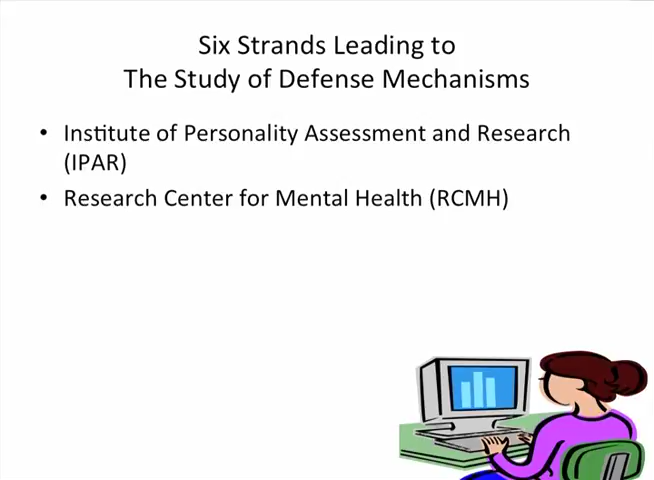 Six Strands Leading to
The Study of Defense Mechanisms
• Institute of Personality Assessment and Research
(IPAR)
• Research Center for Mental Health (RCMH)